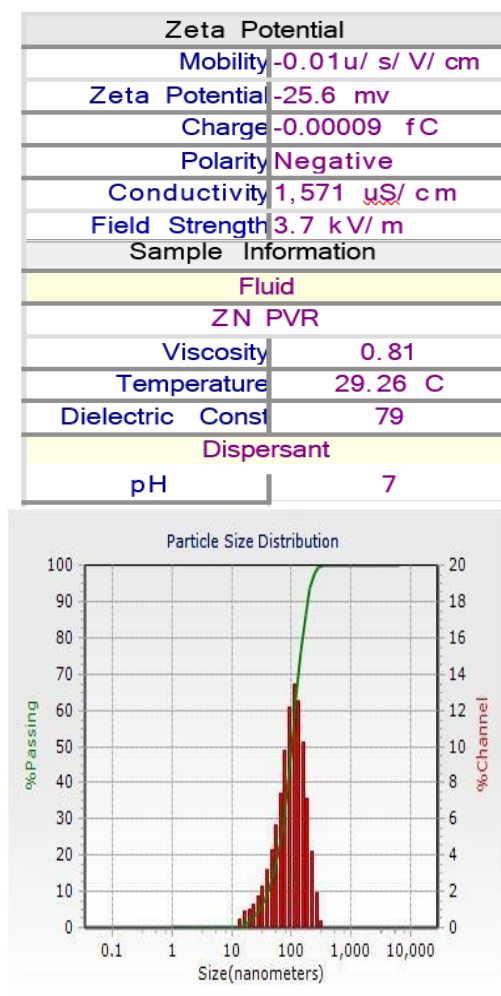 Zeta Potential
Mobility -0.01u/ s/ V/ cm
Zeta Potential -25.6 mv
Charge -0.00009 fC
Polarity Negative
Conductivity 1,571 uS/ cm
Field Strength 3.7 kV/ m
Sample Information
Fluid
ZN PVR
Viscosity 0.81
Temperature 29.26 C
Dielectric Const 79
Dispersant
pH 7
Particle Size Distribution
100 20
90 18
80 16
70 14
60 12
50 10
40 8
30 6
20 4
10 2
0 0
%Passing
%Channel
0.1 1 10 100 1,000 10,000
Size(nanometers)